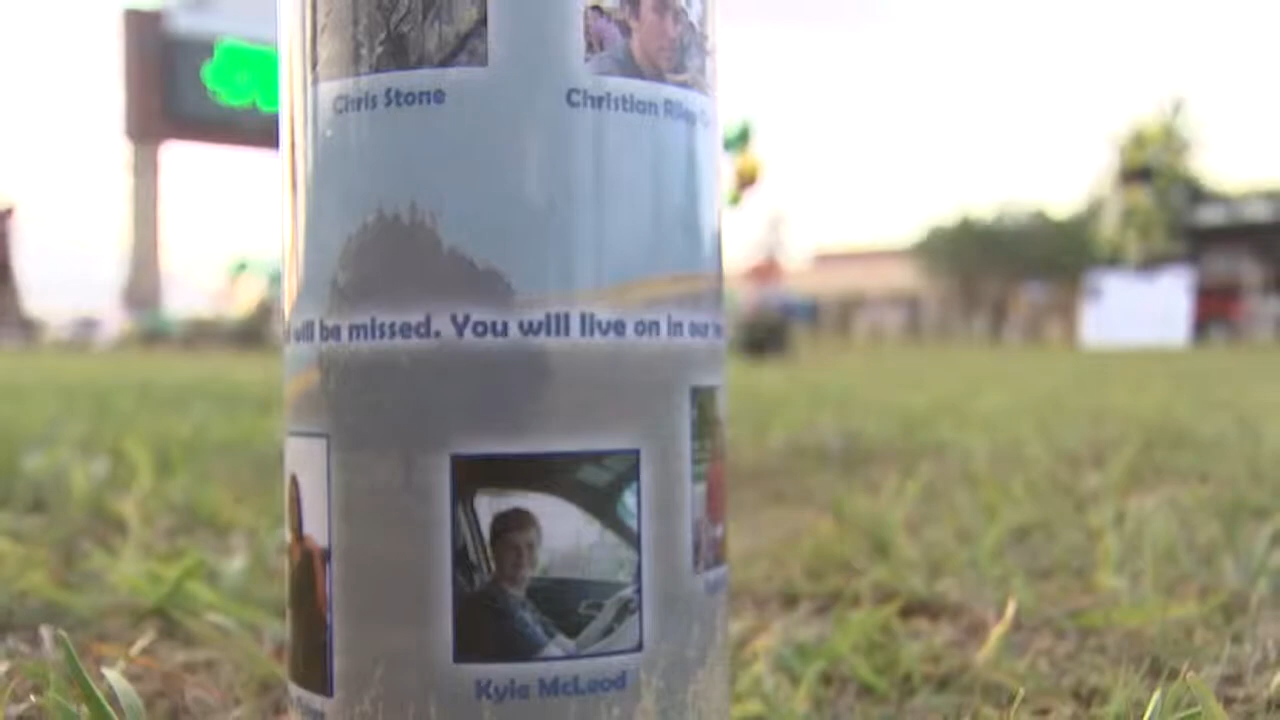 Chris Stone
Christian Riley
will be missed. You will live on in our
Kyle McLeod